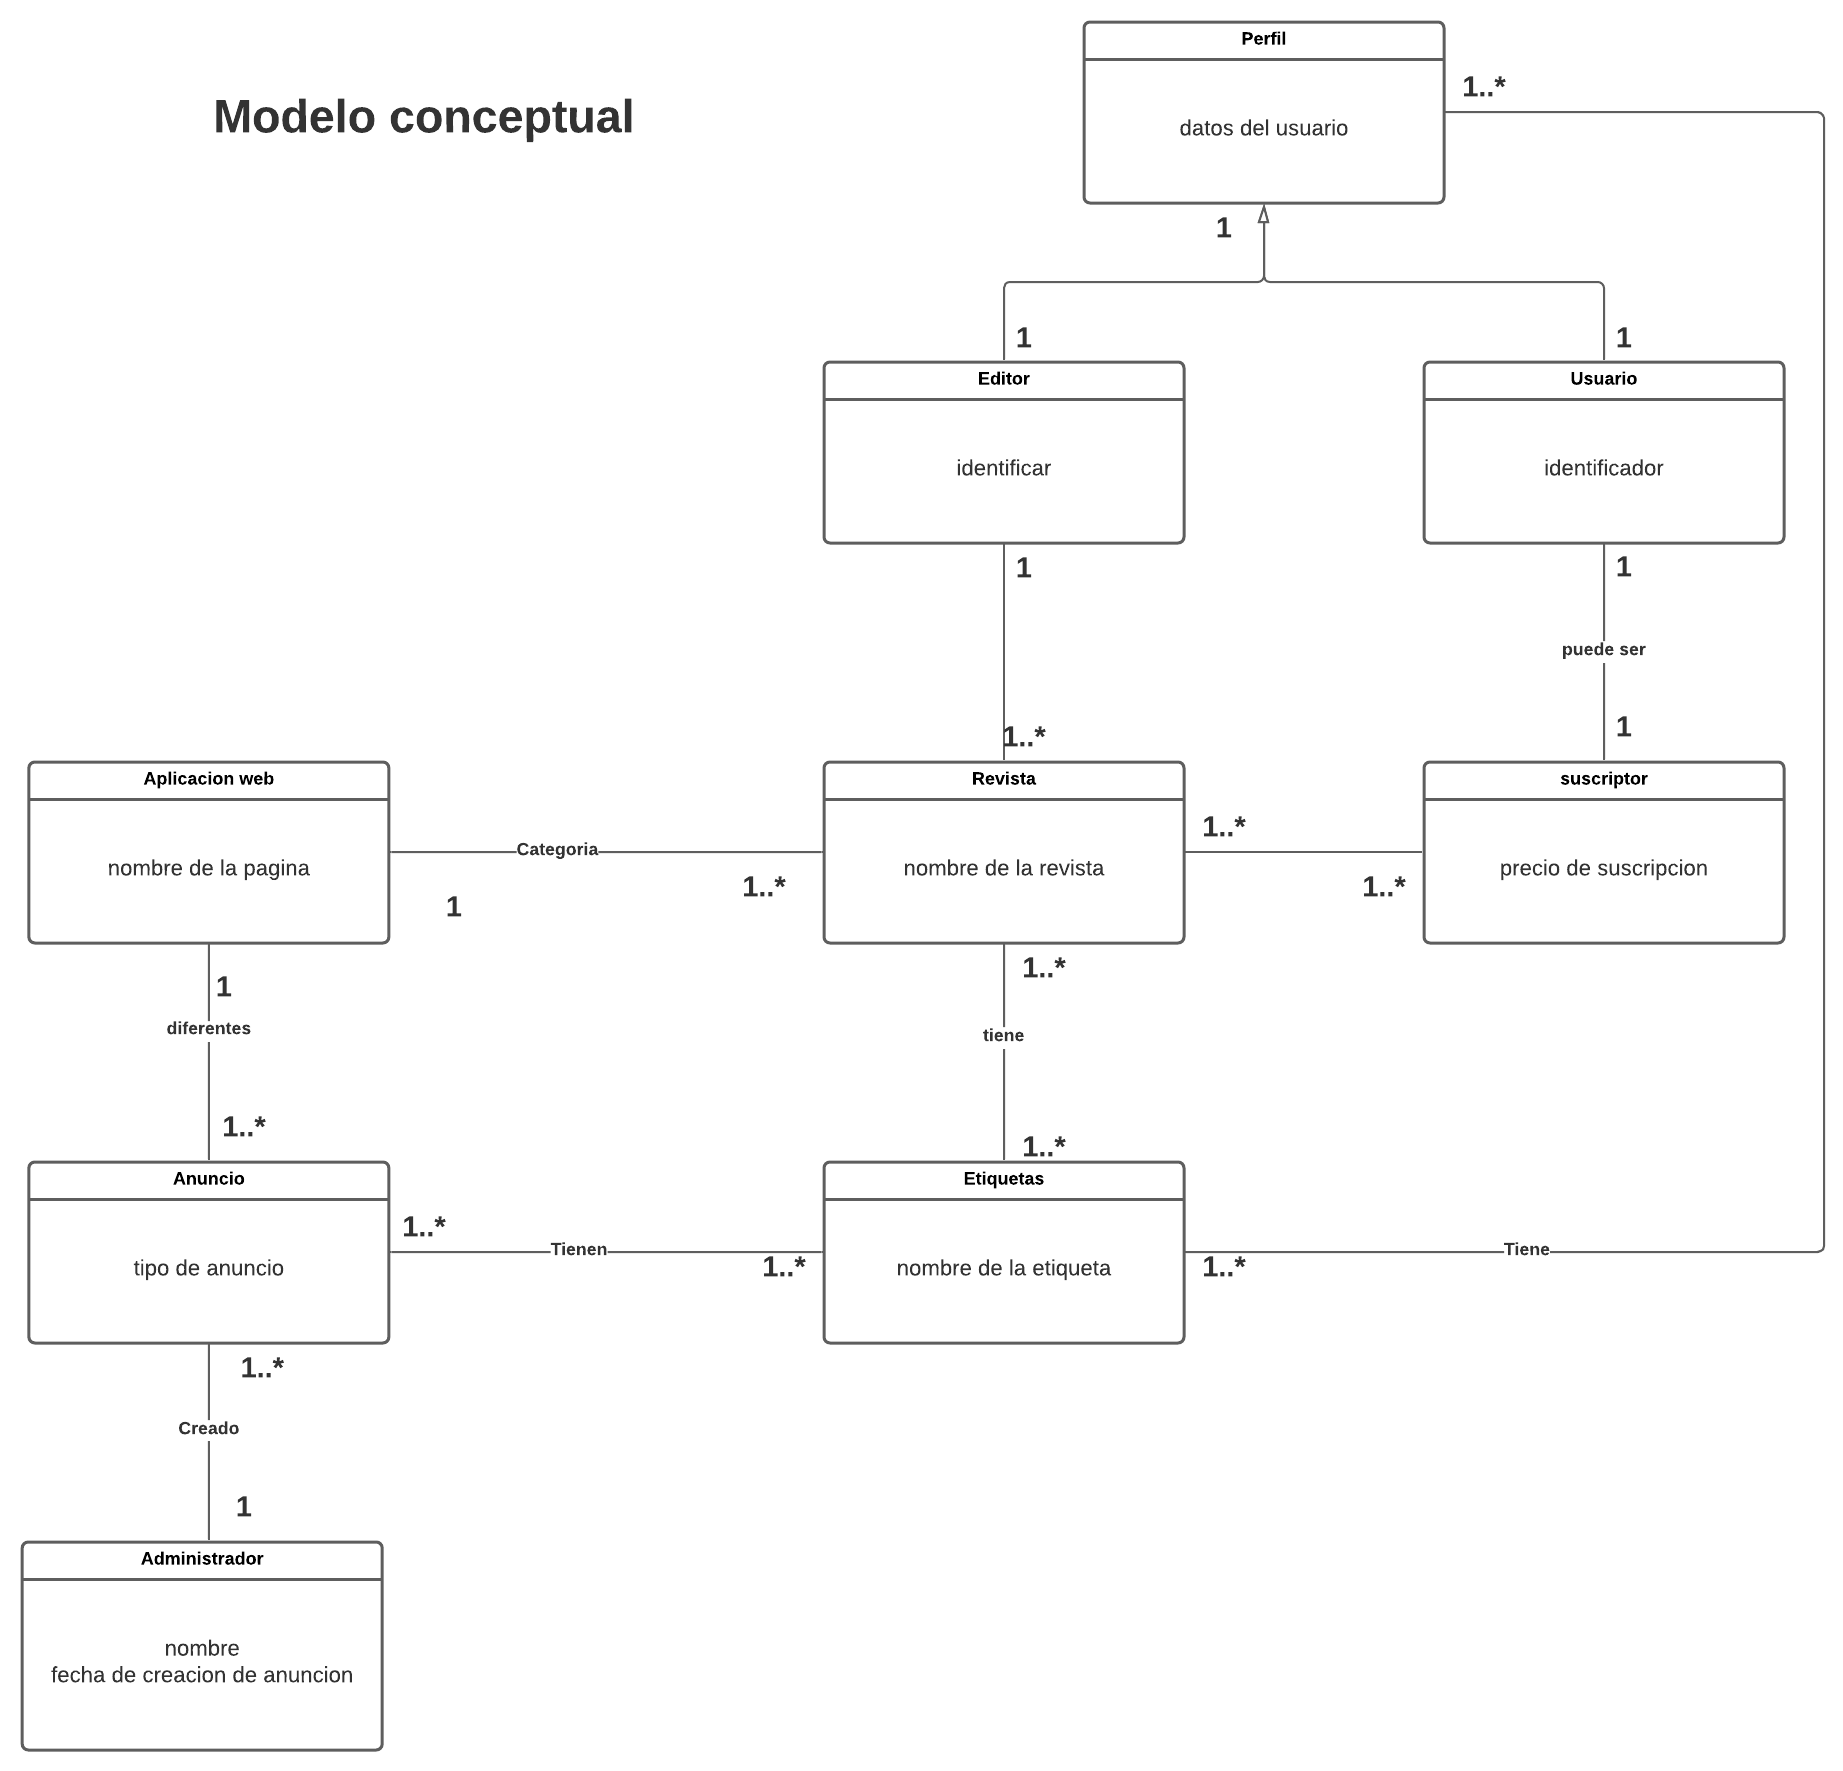 Perfil
1..*
Modelo conceptual
datos del usuario
1
1
1
Editor
Usuario
identificar
identificador
1
1
puede ser
1..*
1
Aplicacion web
Revista
suscriptor
1..*
Categoria
nombre de la pagina
nombre de la revista
precio de suscripcion
1
1..*
1..*
1
1..*
diferentes
tiene
1..*
1..*
Anuncio
Etiquetas
1..*
Tienen
Tiene
tipo de anuncio
1..*
nombre de la etiqueta
1..*
1..*
Creado
1
Administrador
nombre
fecha de creacion de anuncion